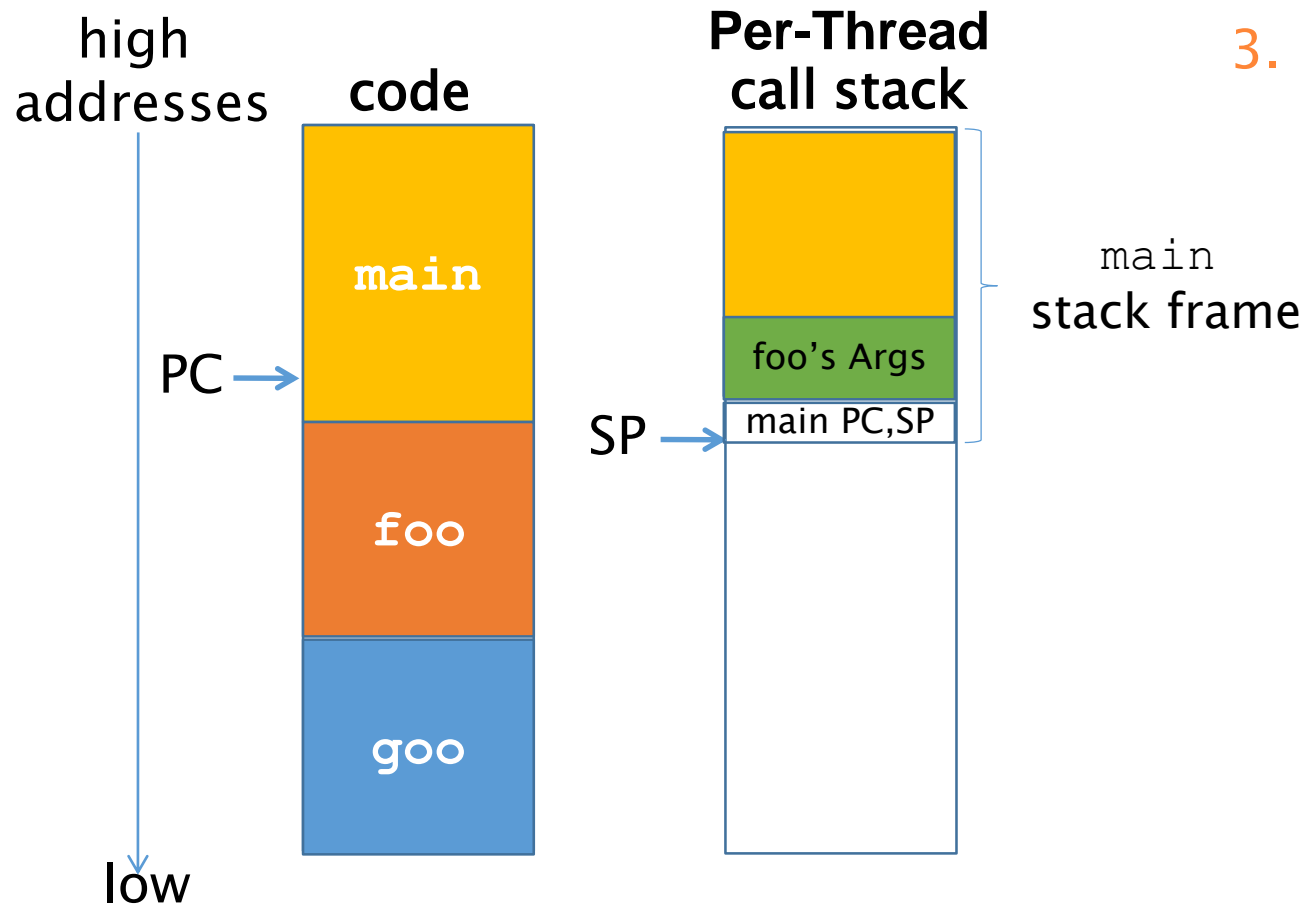 high
addresses
code
Per-Thread
call stack
3.
main
foo's Args
main
stack frame
PC
main PC,SP
SP
foo
goo
low